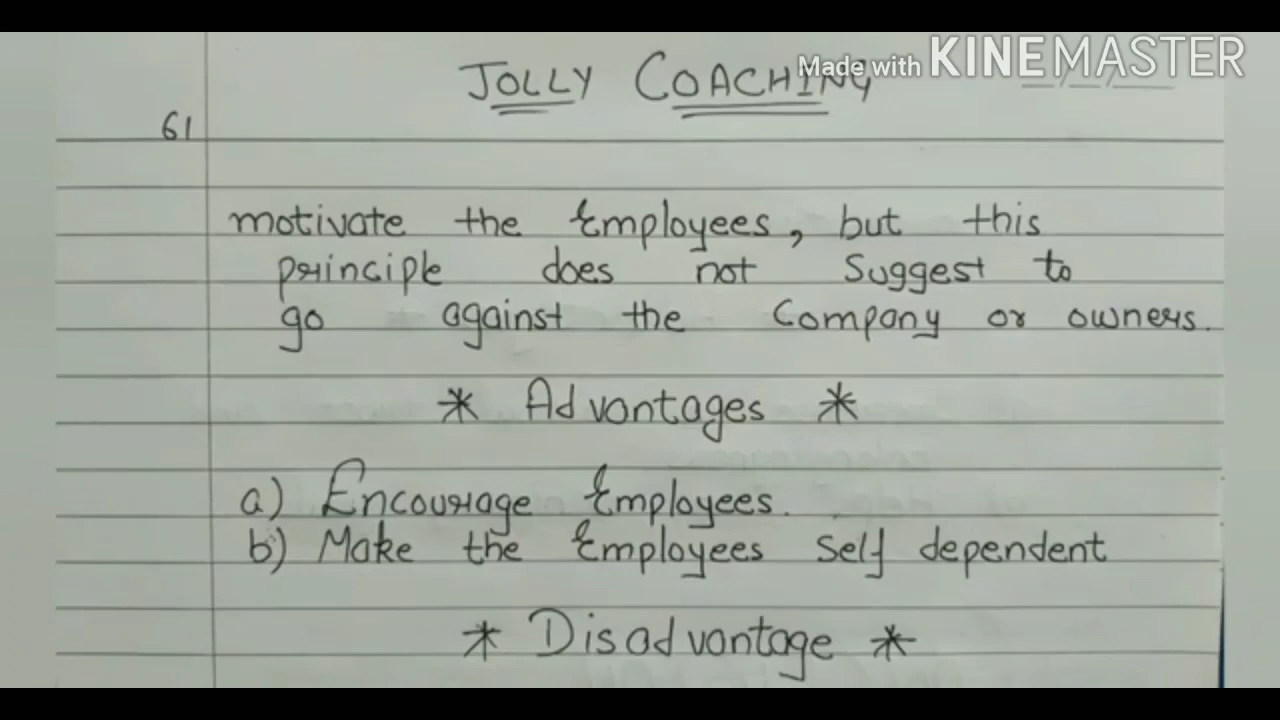 Made with KINEMASTER
JOLLY COACHING
61
motivate the Employees, but this
principle does not Suggest to
go against the Company or owners.
* Advantages *
a) Encourage Employees.
b) Make the Employees Self dependent
* Disadvantage *